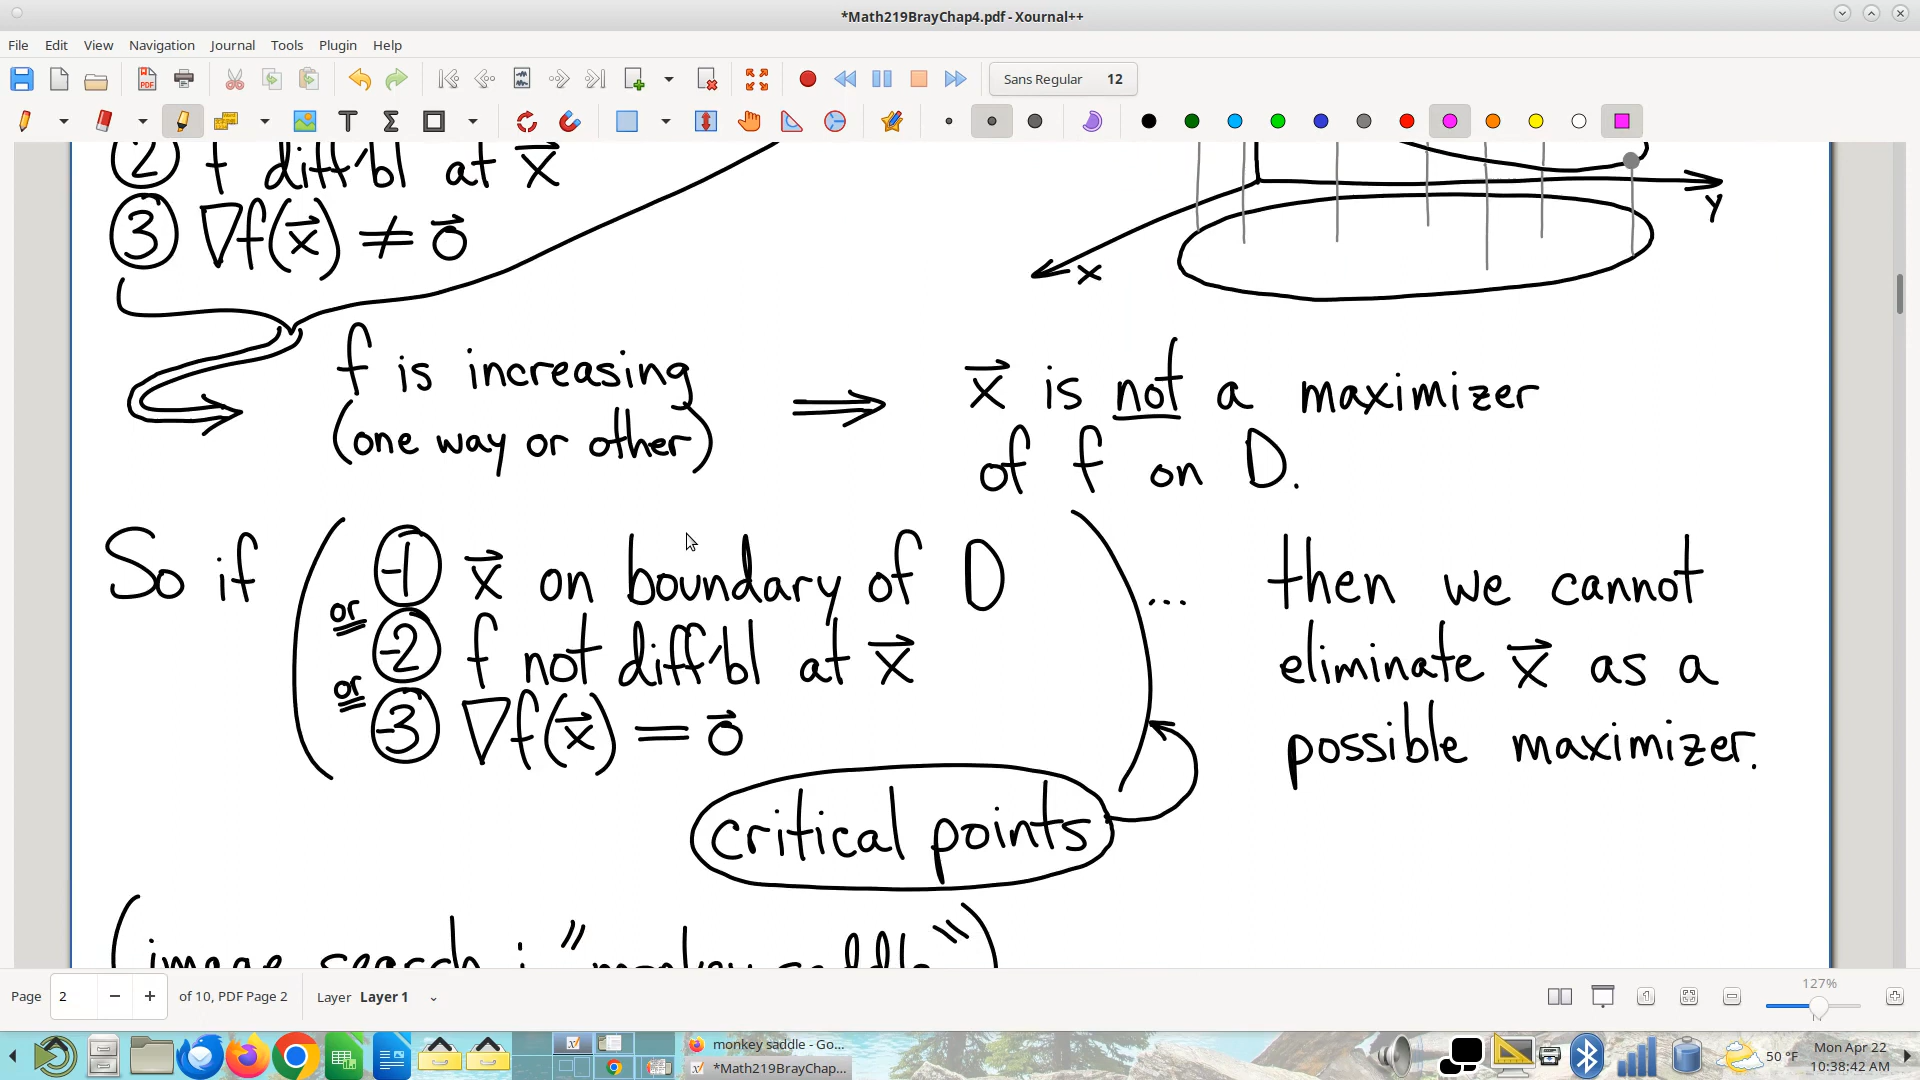 *Math219BrayChap4.pdf - Xournal++
File Edit View Navigation Journal Tools Plugin Help
Sans Regular 12
② f diff'bl at x⃗
③ ∇f(x⃗) ≠ 0⃗
y
x
f is increasing
(one way or other)
⟹
x⃗ is not a maximizer
of f on D.
So if
(-1) x⃗ on boundary of D
or
(-2) f not diff'bl at x⃗
or
(-3) ∇f(x⃗) = 0⃗
...
then we cannot
eliminate x⃗ as a
possible maximizer.
critical points
(image search: "monkey saddle")
Page 2 of 10, PDF Page 2 Layer Layer 1
127%
monkey saddle - Go...
*Math219BrayChap...
50 °F
Mon Apr 22
10:38:42 AM